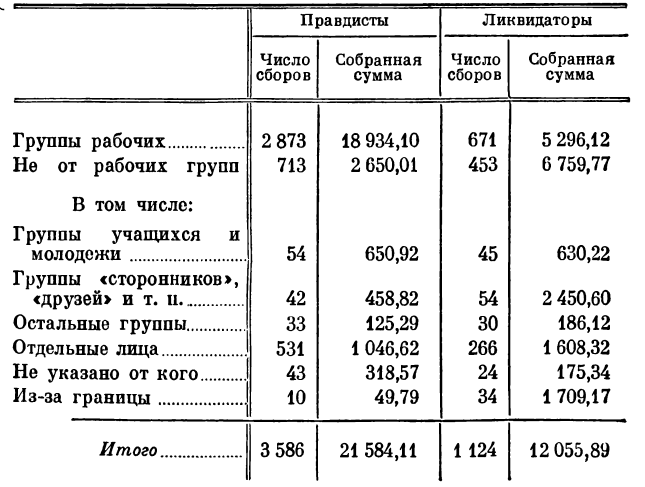 Правдисты Ликвидаторы
Число сборов Собранная сумма Число сборов Собранная сумма
Группы рабочих 2 873 18 934,10 671 5 296,12
Не от рабочих групп 713 2 650,01 453 6 759,77
В том числе:
Группы учащихся и
молодежи 54 650,92 45 630,22
Группы «сторонников»,
«друзей» и т. п. 42 458,82 54 2 450,60
Остальные группы 33 125,29 30 186,12
Отдельные лица 531 1 046,62 266 1 608,32
Не указано от кого 43 318,57 24 175,34
Из-за границы 10 49,79 34 1 709,17
Итого 3 586 21 584,11 1 124 12 055,89